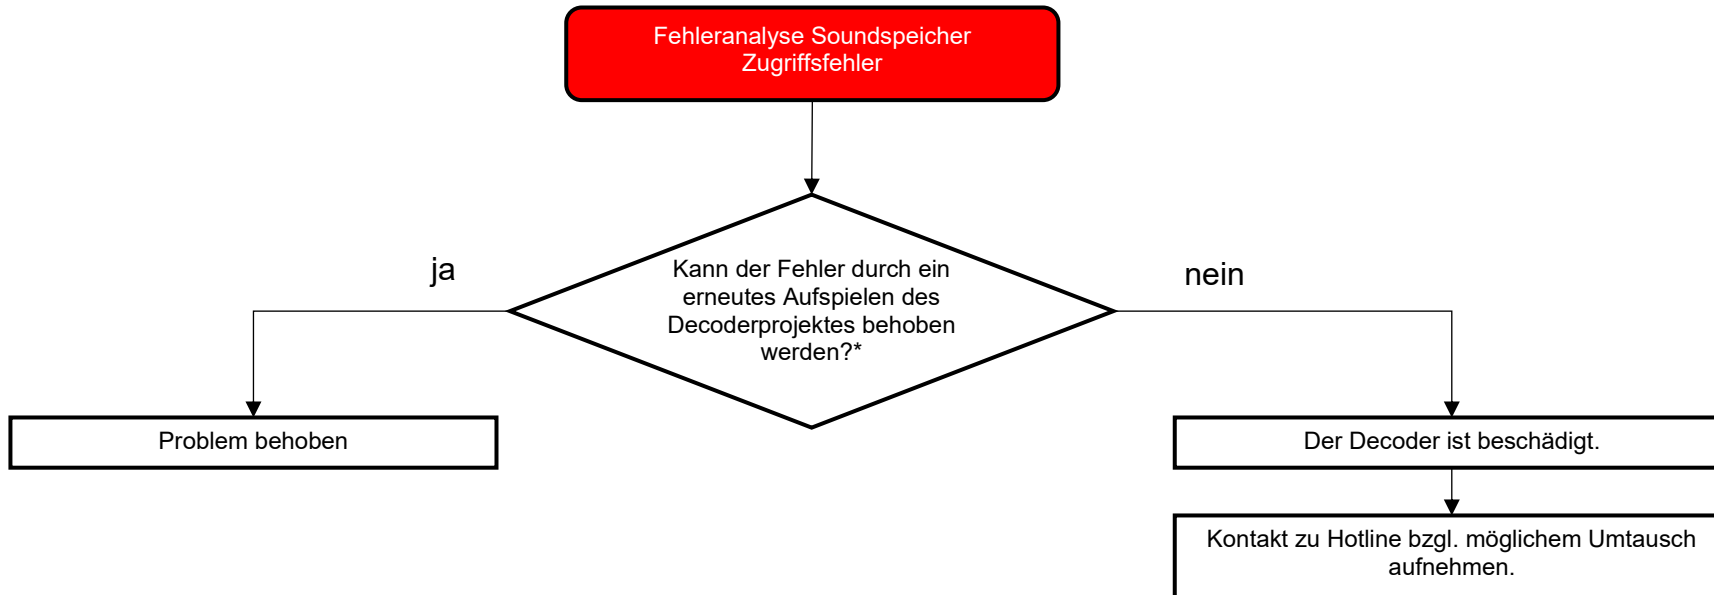 Fehleranalyse Soundspeicher
Zugriffsfehler
ja
nein
Kann der Fehler durch ein
erneutes Aufspielen des
Decoderprojektes behoben
werden?*
Problem behoben
Der Decoder ist beschädigt.
Kontakt zu Hotline bzgl. möglichem Umtausch
aufnehmen.